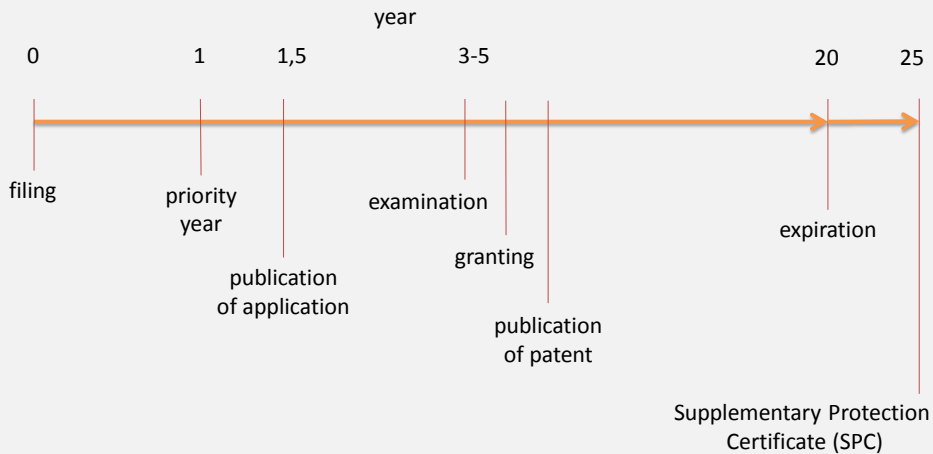 year
0 1 1,5 3-5 20 25
filing
priority
year
publication
of application
examination
granting
publication
of patent
expiration
Supplementary Protection
Certificate (SPC)